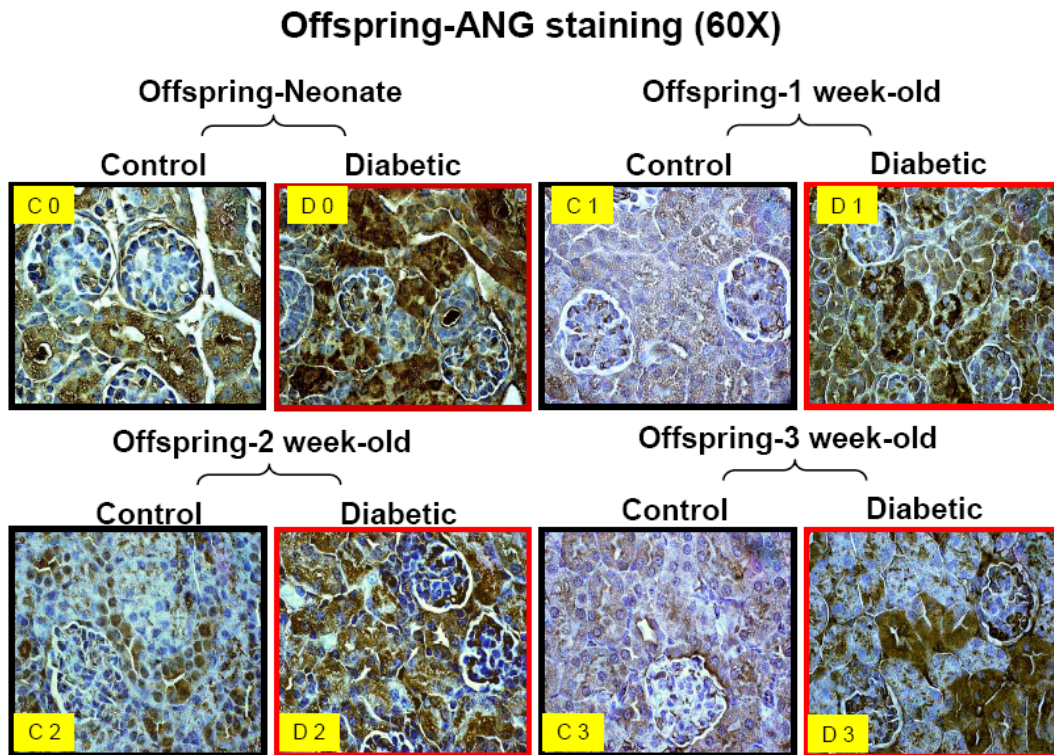 Offspring-ANG staining (60X)
Offspring-Neonate
Offspring-1 week-old
Control
Diabetic
Control
Diabetic
C 0
D 0
C 1
D 1
Offspring-2 week-old
Offspring-3 week-old
Control
Diabetic
Control
Diabetic
C 2
D 2
C 3
D 3